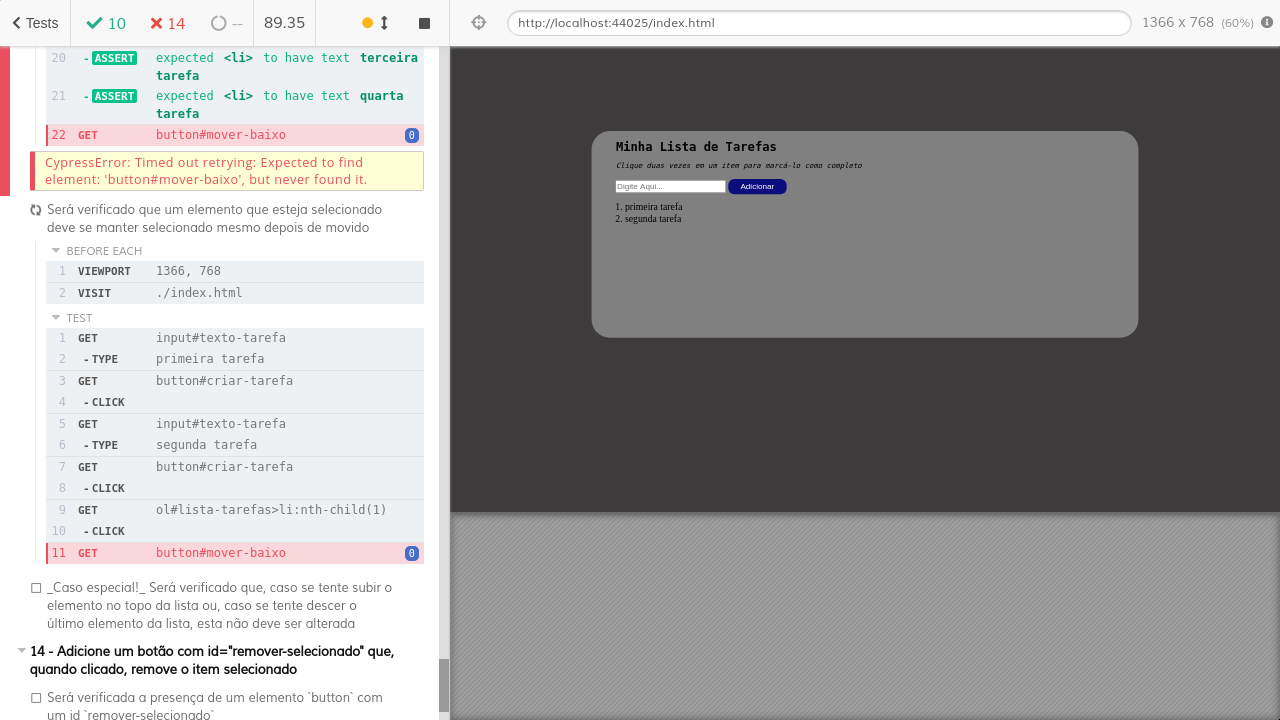 Tests 10 14 -- 89.35 http://localhost:44025/index.html 1366 x 768 (60%)
20 - ASSERT expected <li> to have text terceira
tarefa
21 - ASSERT expected <li> to have text quarta
tarefa
22 GET button#mover-baixo 0
CypressError: Timed out retrying: Expected to find
element: 'button#mover-baixo', but never found it.
Será verificado que um elemento que esteja selecionado
deve se manter selecionado mesmo depois de movido
BEFORE EACH
1 VIEWPORT 1366, 768
2 VISIT ./index.html
TEST
1 GET input#texto-tarefa
2 - TYPE primeira tarefa
3 GET button#criar-tarefa
4 - CLICK
5 GET input#texto-tarefa
6 - TYPE segunda tarefa
7 GET button#criar-tarefa
8 - CLICK
9 GET ol#lista-tarefas>li:nth-child(1)
10 - CLICK
11 GET button#mover-baixo 0
_Caso especial!_ Será verificado que, caso se tente subir o
elemento no topo da lista ou, caso se tente descer o
último elemento da lista, esta não deve ser alterada
14 - Adicione um botão com id="remover-selecionado" que,
quando clicado, remove o item selecionado
Será verificada a presença de um elemento `button` com
um id `remover-selecionado`
Minha Lista de Tarefas
Clique duas vezes em um item para marcá-lo como completo
Digite Aqui... Adicionar
1. primeira tarefa
2. segunda tarefa